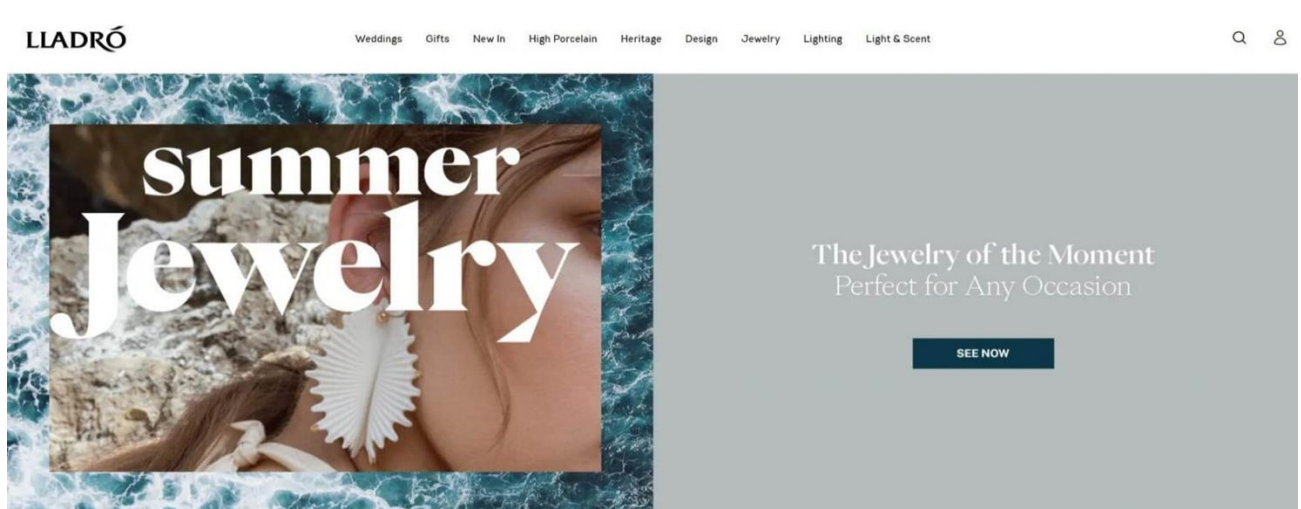 LLADRÓ
Weddings Gifts New In High Porcelain Heritage Design Jewelry Lighting Light & Scent
summer
Jewelry
The Jewelry of the Moment
Perfect for Any Occasion
SEE NOW